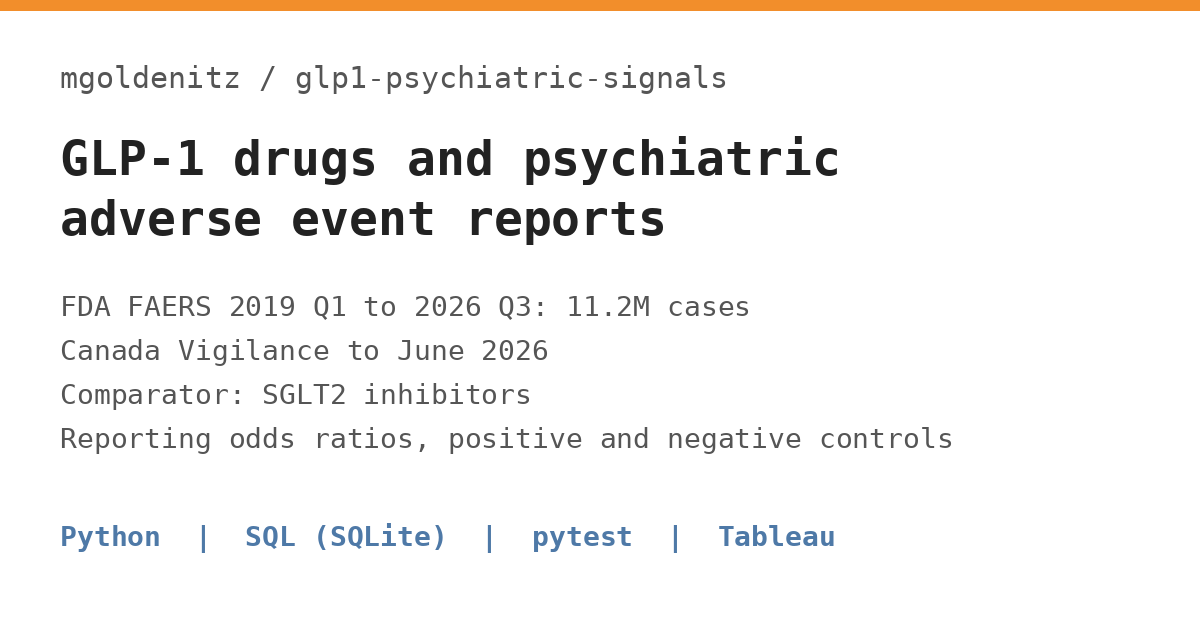 mgoldenitz / glp1-psychiatric-signals
GLP-1 drugs and psychiatric
adverse event reports
FDA FAERS 2019 Q1 to 2026 Q3: 11.2M cases
Canada Vigilance to June 2026
Comparator: SGLT2 inhibitors
Reporting odds ratios, positive and negative controls
Python | SQL (SQLite) | pytest | Tableau